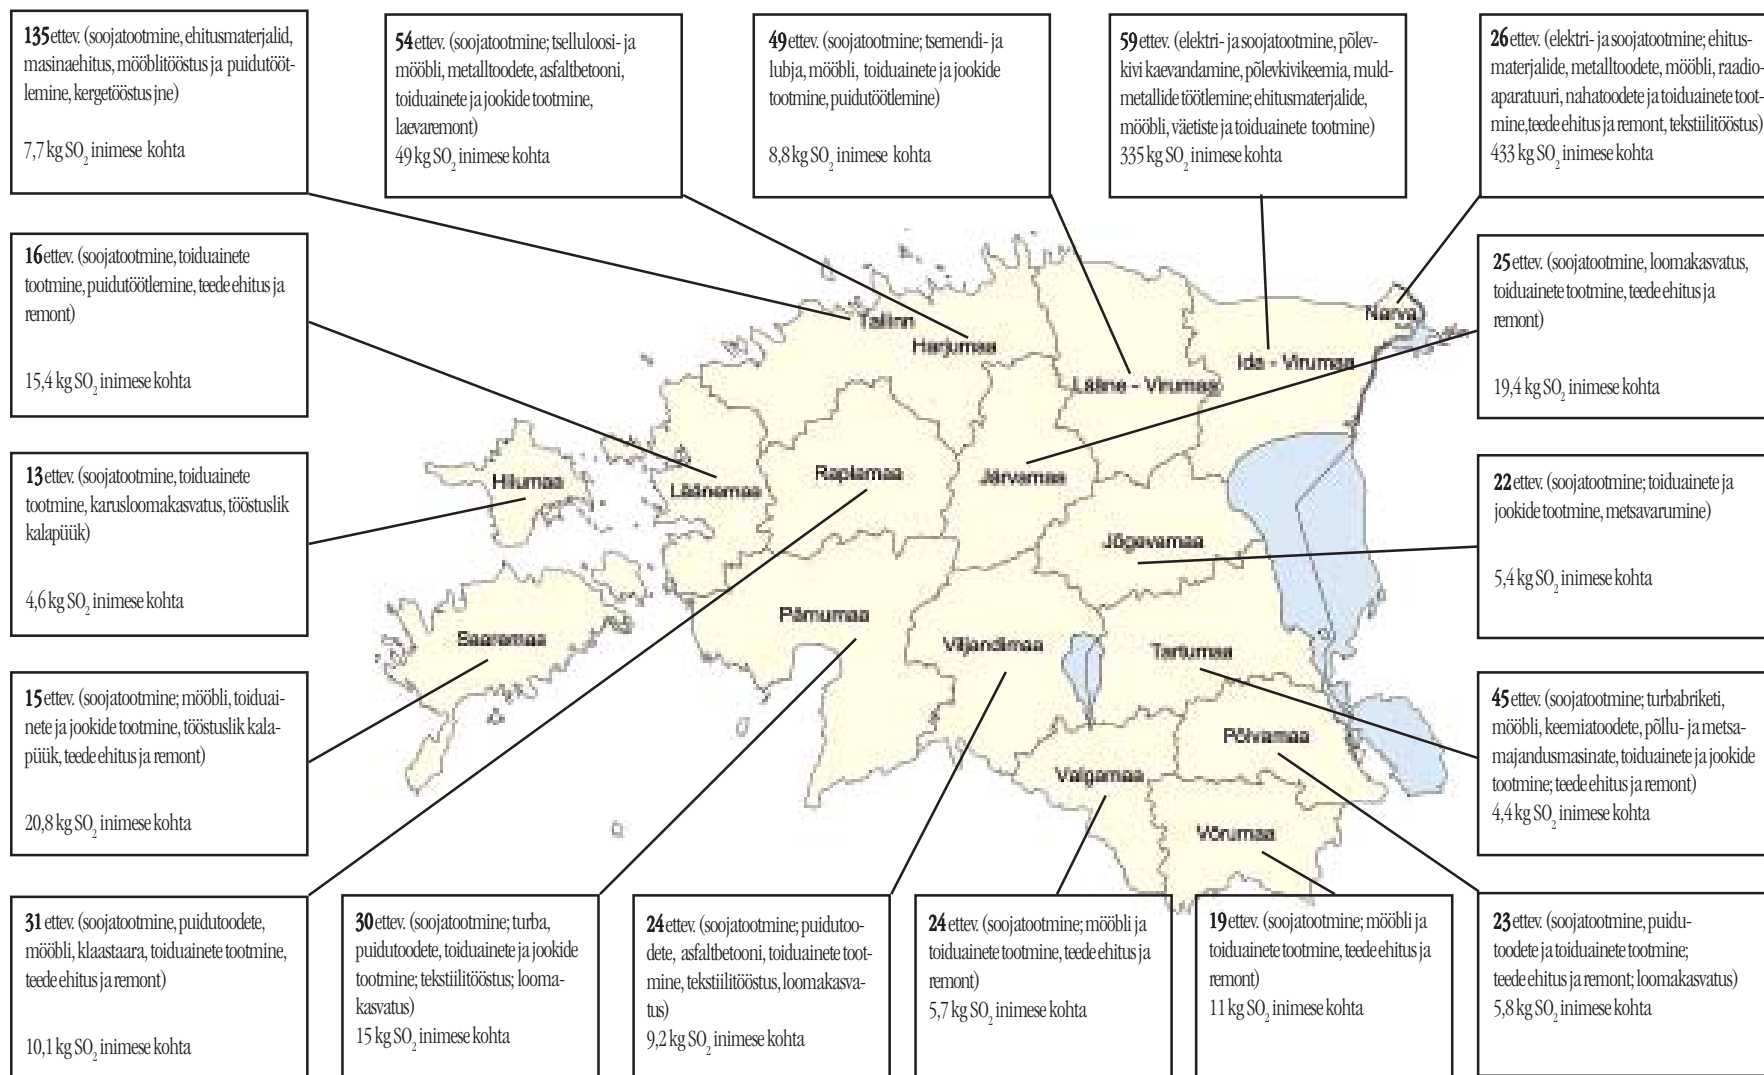 135 ettev. (soojatootmine, ehitusmaterjalid,
masinaehitus, mööblitööstus ja puidutööt-
lemine, kergetööstus jne)
7,7 kg SO2 inimese kohta
54 ettev. (soojatootmine; tselluloosi- ja
mööbli, metalltoodete, asfaltbetooni,
toiduainete ja jookide tootmine,
laevaremont)
49 kg SO2 inimese kohta
49 ettev. (soojatootmine; tsemendi- ja
lubja, mööbli, toiduainete ja jookide
tootmine, puidutöötlemine)
8,8 kg SO2 inimese kohta
59 ettev. (elektri- ja soojatootmine, põlev-
kivi kaevandamine, põlevkivikeemia, muld-
metallide töötlemine; ehitusmaterjalide,
mööbli, väetiste ja toiduainete tootmine)
335 kg SO2 inimese kohta
26 ettev. (elektri- ja soojatootmine; ehitus-
materjalide, metalltoodete, mööbli, raadio-
aparatuuri, nahatoodete ja toiduainete toot-
mine,teede ehitus ja remont, tekstiilitööstus)
433 kg SO2 inimese kohta
16 ettev. (soojatootmine, toiduainete
tootmine, puidutöötlemine, teede ehitus ja
remont)
15,4 kg SO2 inimese kohta
25 ettev. (soojatootmine, loomakasvatus,
toiduainete tootmine, teede ehitus ja
remont)
19,4 kg SO2 inimese kohta
Tallinn
Harjumaa
Narva
Ida - Virumaa
Lääne - Virumaa
13 ettev. (soojatootmine, toiduainete
tootmine, karusloomakasvatus, tööstuslik
kalapüük)
4,6 kg SO2 inimese kohta
Hiiumaa
Läänemaa
Raplamaa
Järvamaa
Jõgevamaa
22 ettev. (soojatootmine; toiduainete ja
jookide tootmine, metsavarumine)
5,4 kg SO2 inimese kohta
Saaremaa
Pärnumaa
Viljandimaa
Tartumaa
Põlvamaa
Valgamaa
Võrumaa
15 ettev. (soojatootmine; mööbli, toiduai-
nete ja jookide tootmine, tööstuslik kala-
püük, teede ehitus ja remont)
20,8 kg SO2 inimese kohta
45 ettev. (soojatootmine; turbabriketi,
mööbli, keemiatoodete, põllu- ja metsa-
majandusmasinate, toiduainete ja jookide
tootmine; teede ehitus ja remont)
4,4 kg SO2 inimese kohta
31 ettev. (soojatootmine, puidutoodete,
mööbli, klaastaara, toiduainete tootmine,
teede ehitus ja remont)
10,1 kg SO2 inimese kohta
30 ettev. (soojatootmine; turba,
puidutoodete, toiduainete ja jookide
tootmine; tekstiilitööstus; looma-
kasvatus)
15 kg SO2 inimese kohta
24 ettev. (soojatootmine; puidutoo-
dete, asfaltbetooni, toiduainete toot-
mine, tekstiilitööstus, loomakasva-
tus)
9,2 kg SO2 inimese kohta
24 ettev. (soojatootmine; mööbli ja
toiduainete tootmine, teede ehitus ja
remont)
5,7 kg SO2 inimese kohta
19 ettev. (soojatootmine; mööbli ja
toiduainete tootmine, teede ehitus ja
remont)
11 kg SO2 inimese kohta
23 ettev. (soojatootmine, puidu-
toodete ja toiduainete tootmine;
teede ehitus ja remont; loomakasvatus)
5,8 kg SO2 inimese kohta